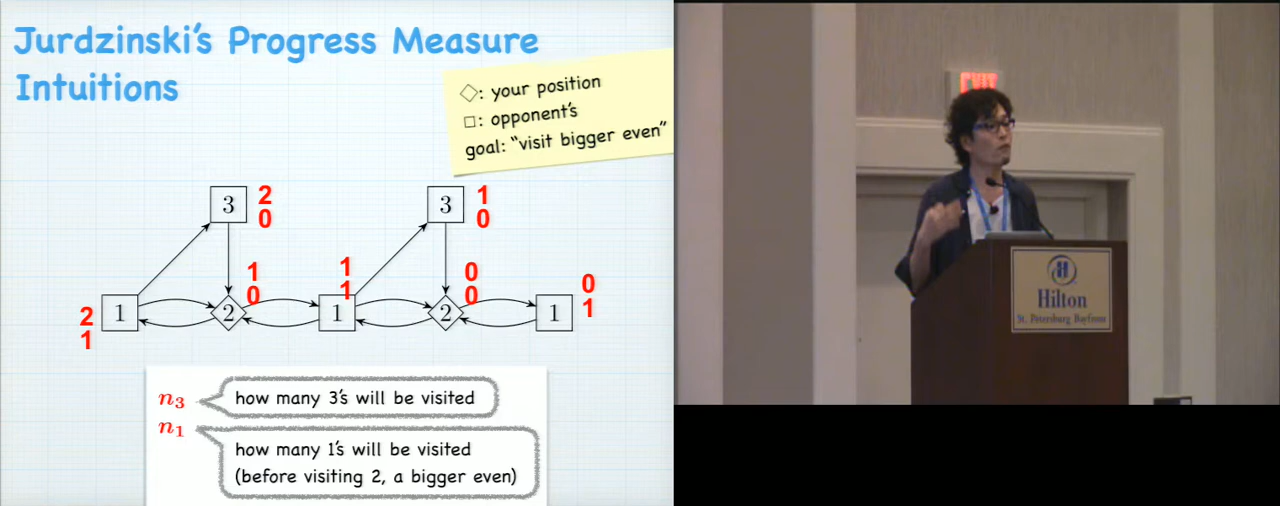 Jurdzinski's Progress Measure
Intuitions
◇: your position
□: opponent's
goal: "visit bigger even"
3 2 0
3 1 0
1 2 1
2 1 0
1 1 1
2 0 0
1 0 1
n₃ how many 3's will be visited
n₁
how many 1's will be visited
(before visiting 2, a bigger even)
EXIT
Hilton
St. Petersburg Bayfront